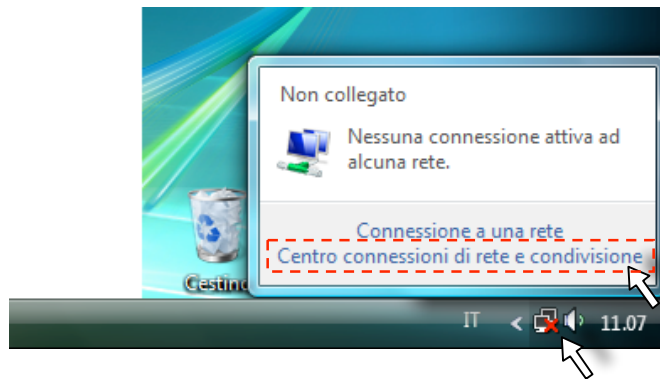 Non collegato
Nessuna connessione attiva ad
alcuna rete.
Connessione a una rete
Centro connessioni di rete e condivisione
Cestino
IT < 11.07